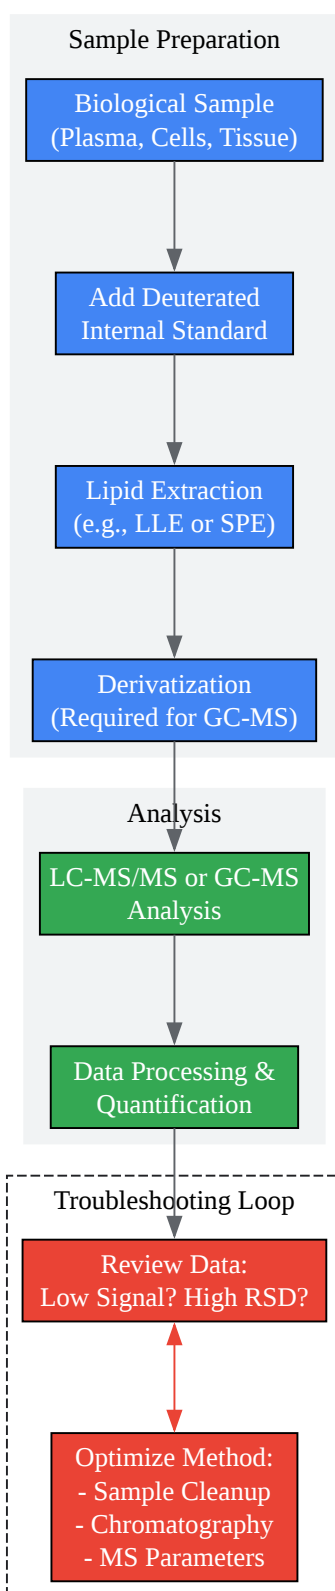 Sample Preparation
Biological Sample
(Plasma, Cells, Tissue)
Add Deuterated
Internal Standard
Lipid Extraction
(e.g., LLE or SPE)
Derivatization
(Required for GC-MS)
Analysis
LC-MS/MS or GC-MS
Analysis
Data Processing &
Quantification
Troubleshooting Loop
Review Data:
Low Signal? High RSD?
Optimize Method:
- Sample Cleanup
- Chromatography
- MS Parameters